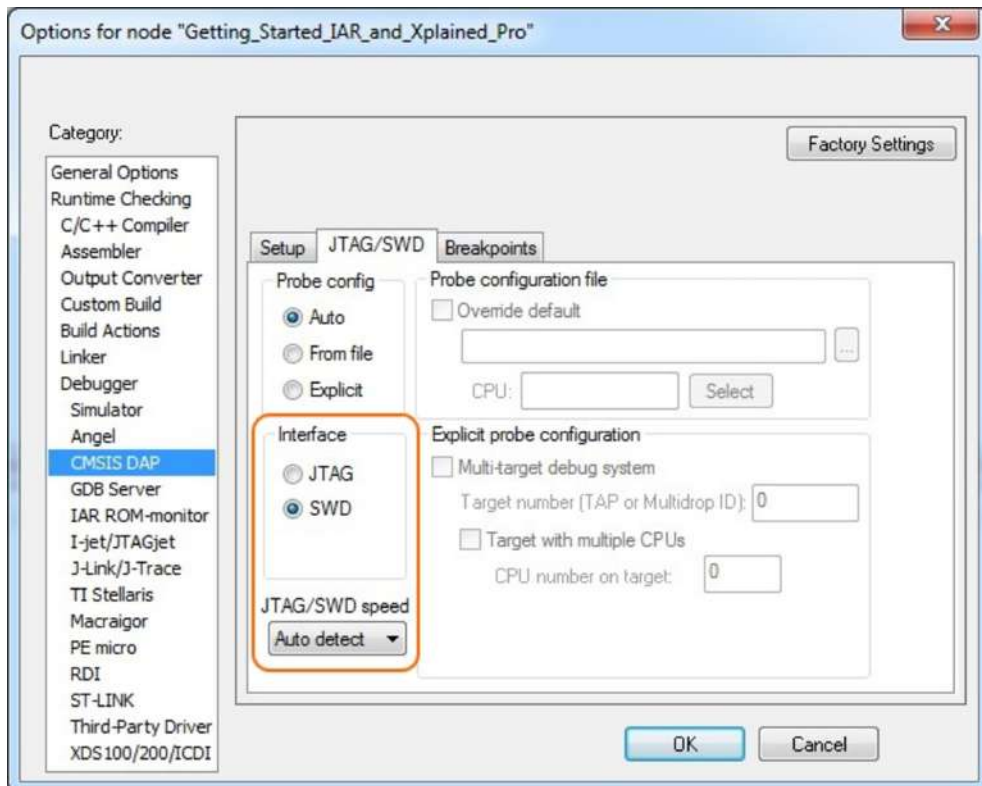 Options for node "Getting_Started_IAR_and_Xplained_Pro"
X
Category:
Factory Settings
General Options
Runtime Checking
C/C++ Compiler
Assembler
Output Converter
Custom Build
Build Actions
Linker
Debugger
Simulator
Angel
CMSIS DAP
GDB Server
IAR ROM-monitor
I-jet/JTAGjet
J-Link/J-Trace
TI Stellaris
Macraigor
PE micro
RDI
ST-LINK
Third-Party Driver
XDS100/200/ICDI
Setup JTAG/SWD Breakpoints
Probe config
Auto
From file
Explicit
Probe configuration file
Override default
...
CPU: Select
Interface
JTAG
SWD
JTAG/SWD speed
Auto detect
Explicit probe configuration
Multi-target debug system
Target number (TAP or Multidrop ID): 0
Target with multiple CPUs
CPU number on target: 0
OK Cancel